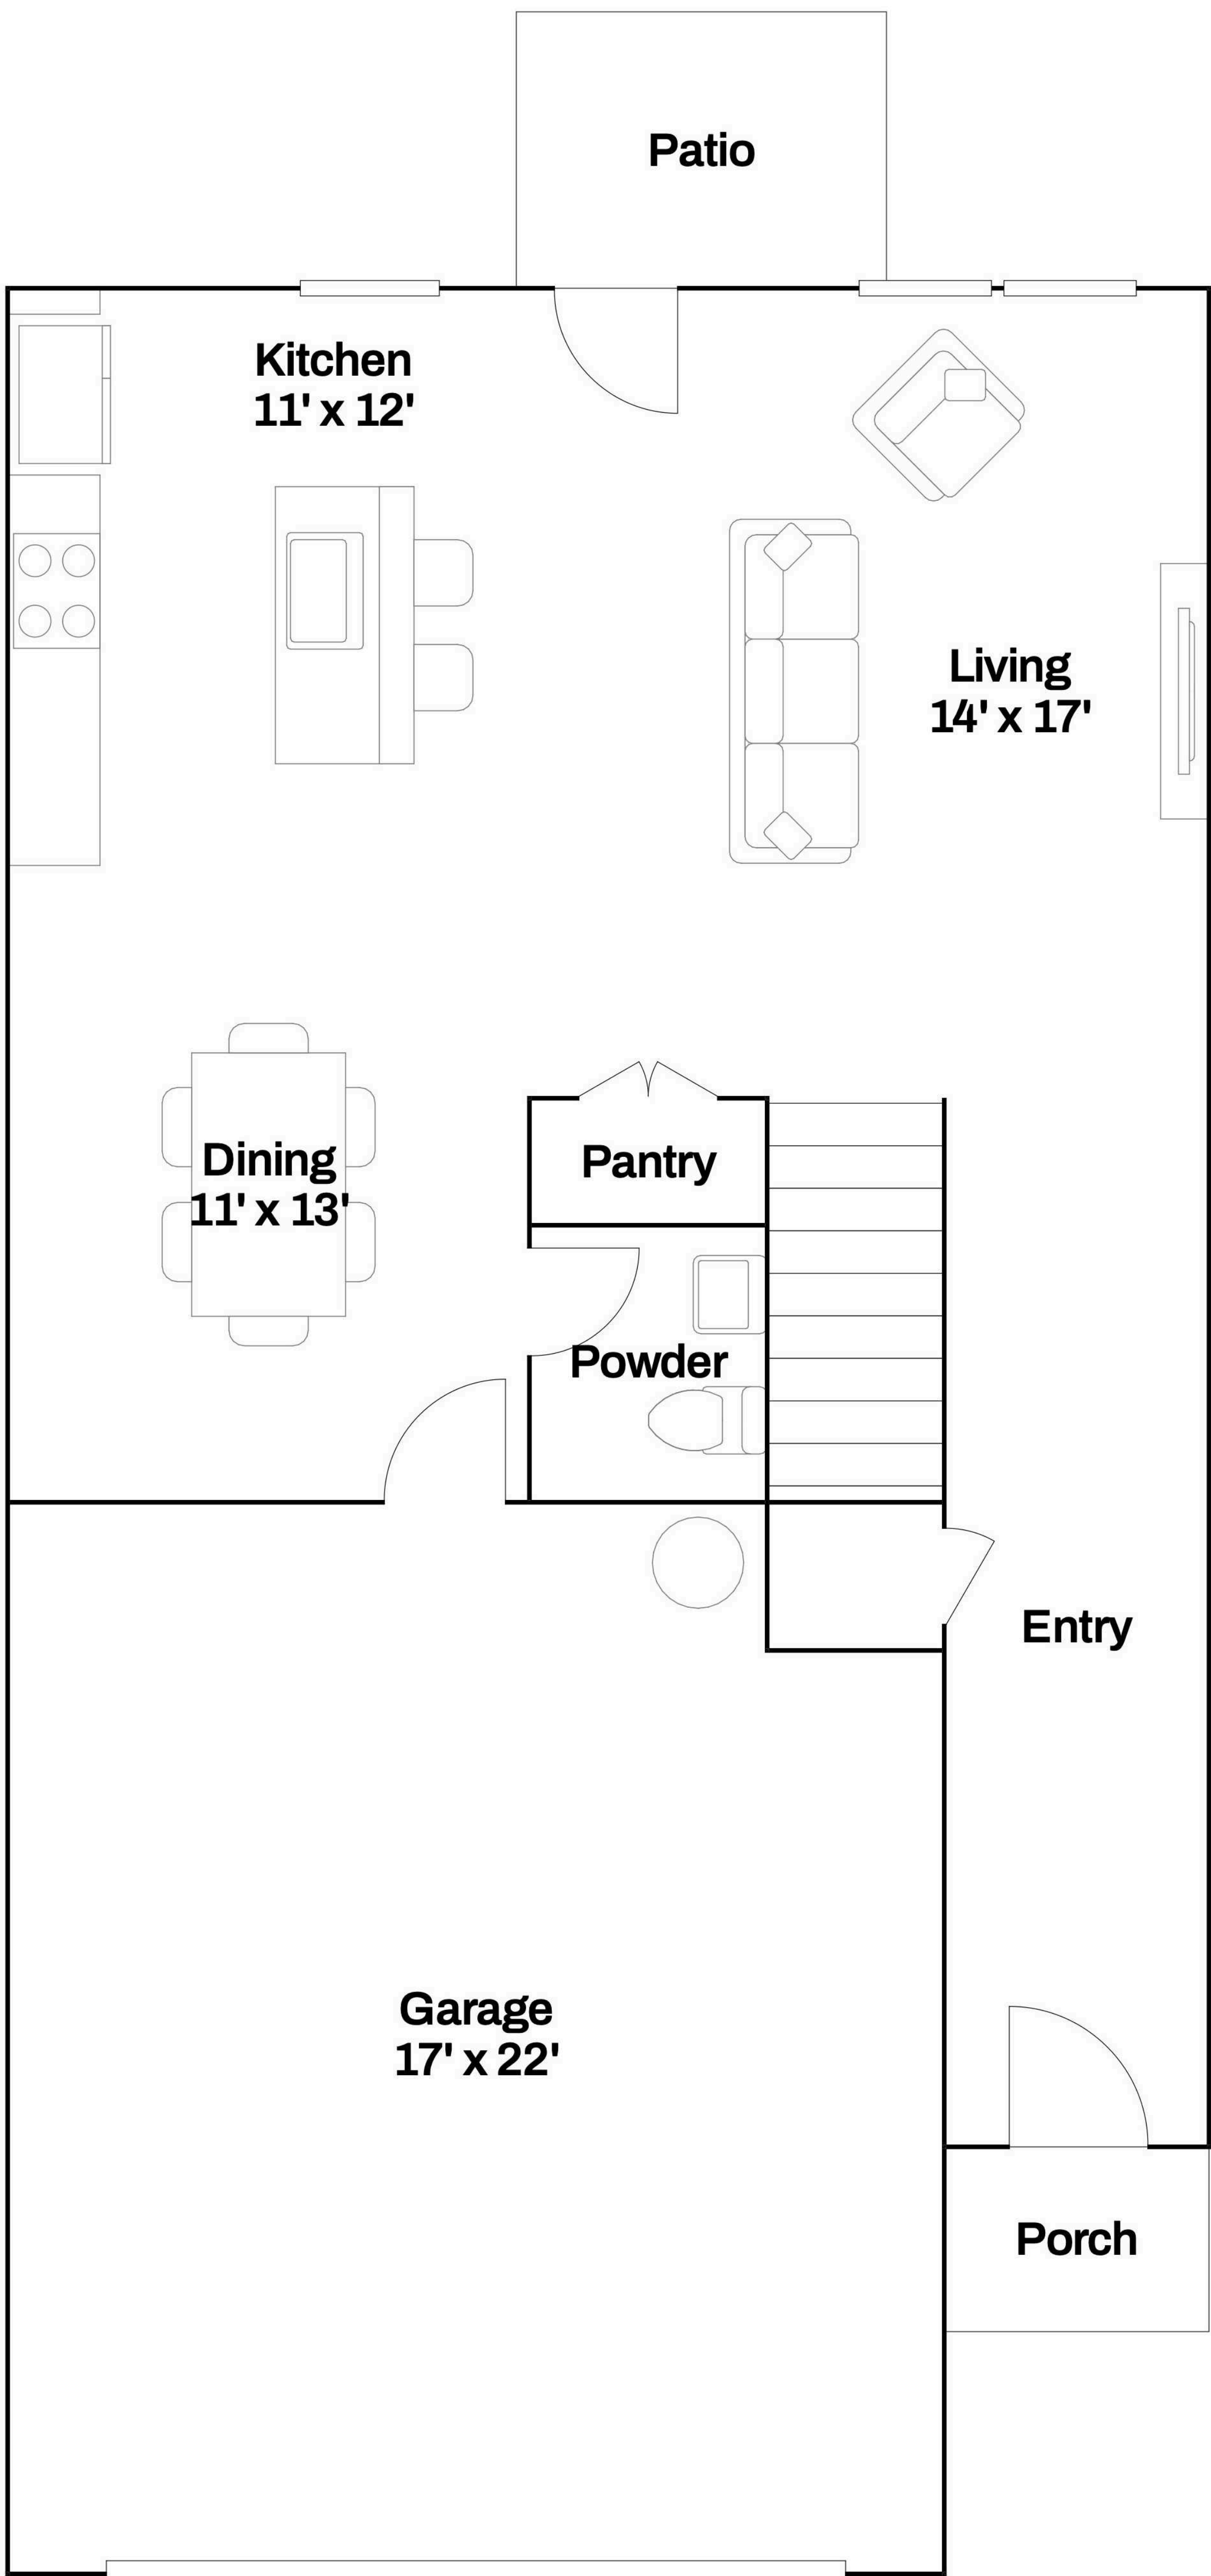 Patio
Kitchen
11' x 12'
Living
14' x 17'
Dining
11' x 13'
Pantry
Powder
Entry
Garage
17' x 22'
Porch